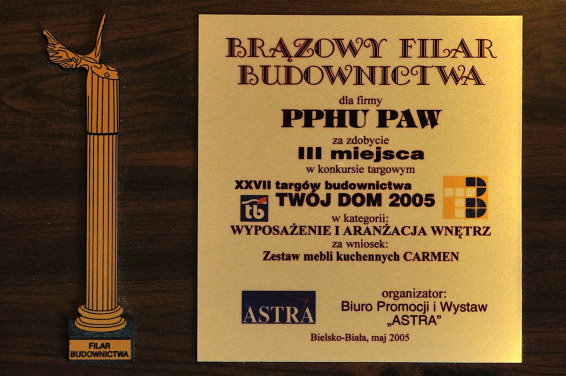 BRĄZOWY FILAR
BUDOWNICTWA
dla firmy
PPHU PAW
za zdobycie
III miejsca
w konkursie targowym
XXVII targów budownictwa
tb TWÓJ DOM 2005
w kategorii:
WYPOSAŻENIE I ARANŻACJA WNĘTRZ
za wniosek:
Zestaw mebli kuchennych CARMEN
ASTRA
organizator:
Biuro Promocji i Wystaw
„ASTRA"
Bielsko-Biała, maj 2005
FILAR
BUDOWNICTWA